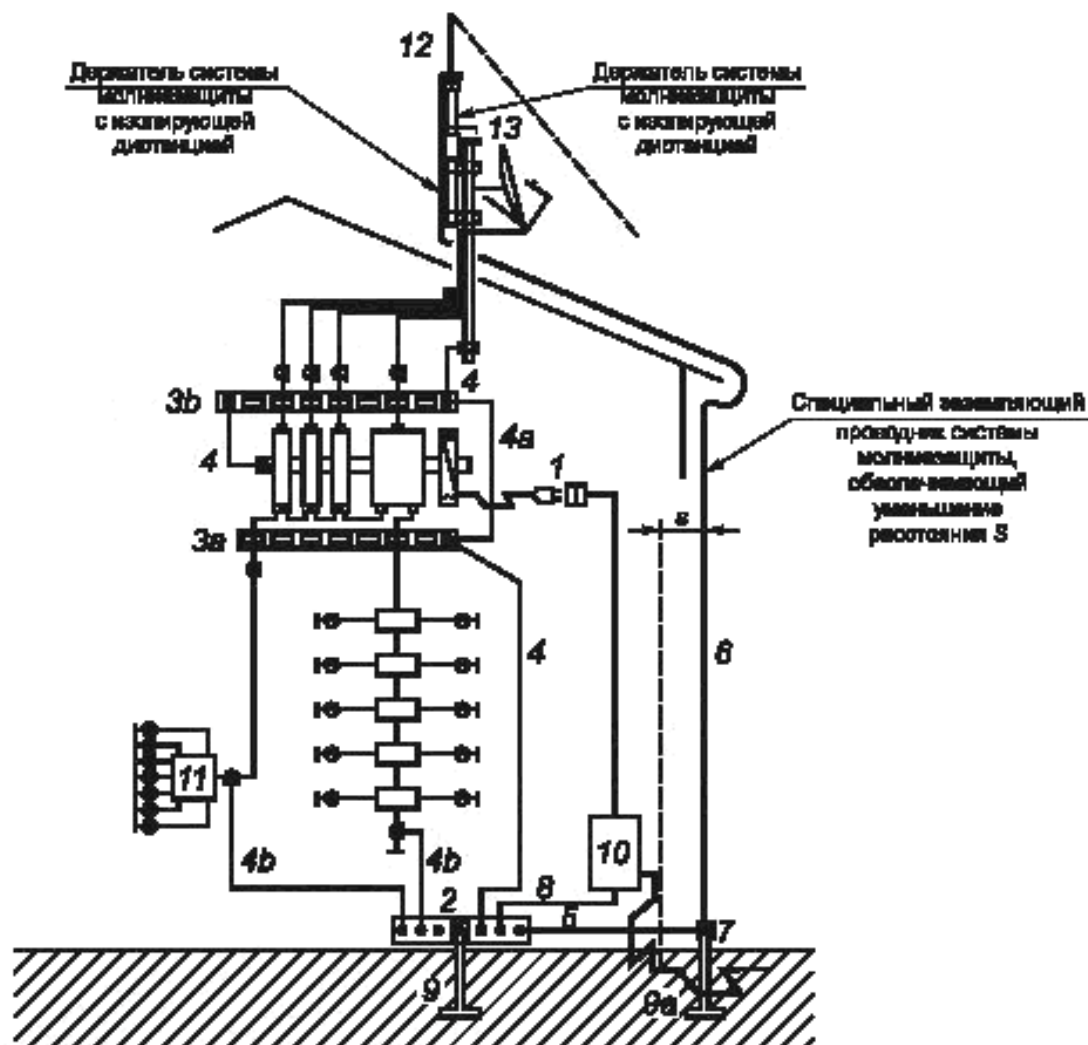 12
Держатель системы
молниезащиты
с изолирующей
дистанцией
Держатель системы
молниезащиты
с изолирующей
дистанцией
13
3b
4
4
4a
1
Специальный заземляющий
проводник системы
молниезащиты,
обеспечивающий
уменьшение
расстояния S
s
3a
4
6
11
10
4b
4b
2
8
5
7
9
9a